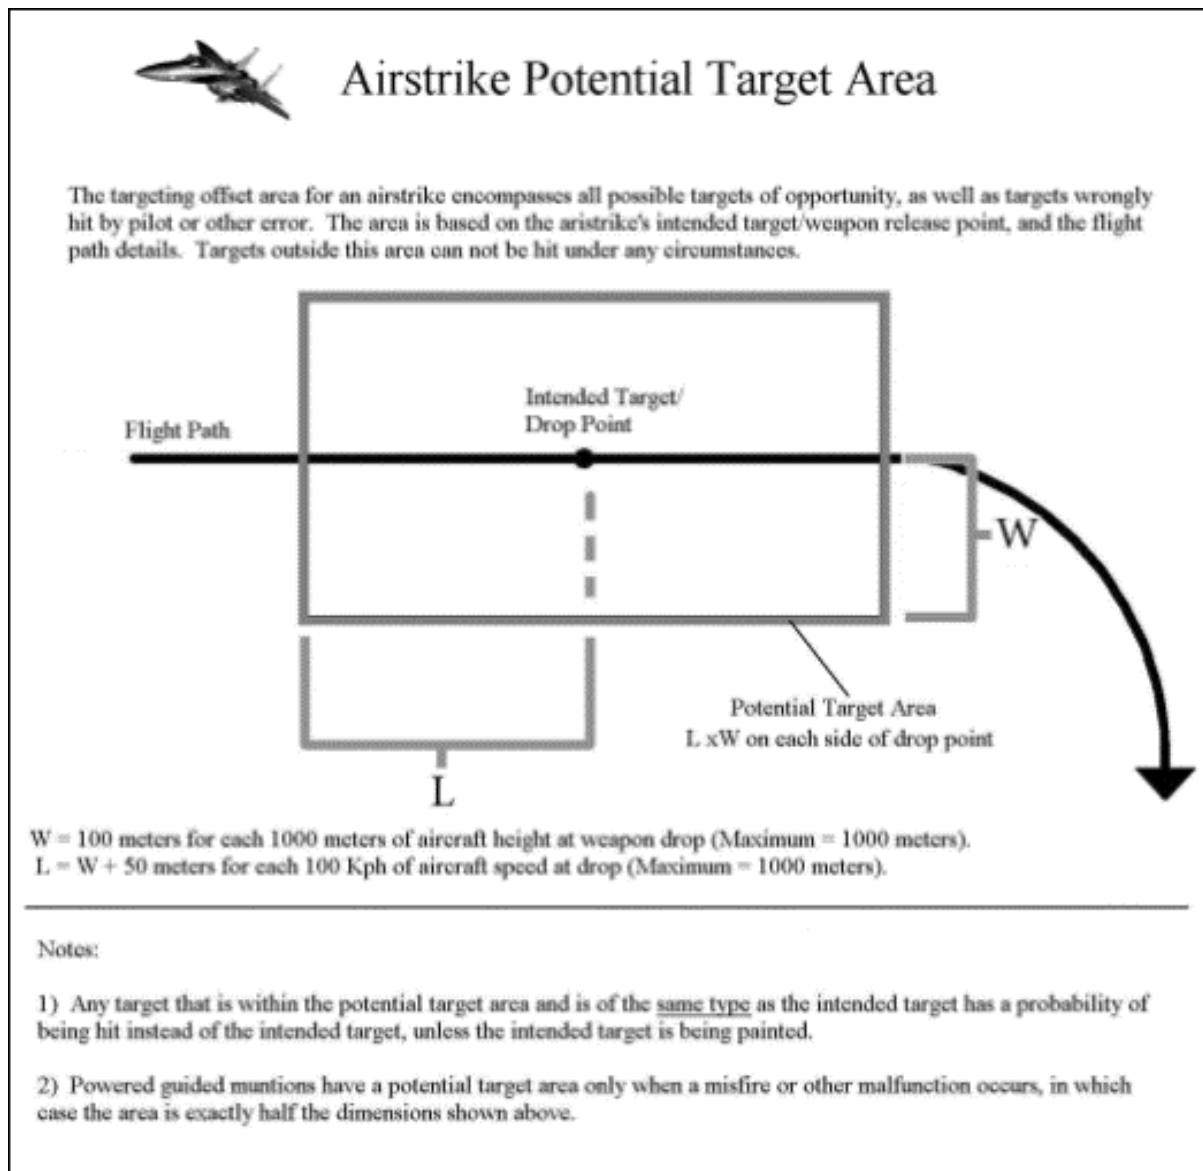 Airstrike Potential Target Area
The targeting offset area for an airstrike encompasses all possible targets of opportunity, as well as targets wrongly
hit by pilot or other error.  The area is based on the aristrike's intended target/weapon release point, and the flight
path details.  Targets outside this area can not be hit under any circumstances.
Intended Target/
Drop Point
Flight Path
W
Potential Target Area
L xW on each side of drop point
L
W = 100 meters for each 1000 meters of aircraft height at weapon drop (Maximum = 1000 meters).
L = W + 50 meters for each 100 Kph of aircraft speed at drop (Maximum = 1000 meters).
Notes:
1)  Any target that is within the potential target area and is of the same type as the intended target has a probability of
being hit instead of the intended target, unless the intended target is being painted.
2)  Powered guided muntions have a potential target area only when a misfire or other malfunction occurs, in which
case the area is exactly half the dimensions shown above.